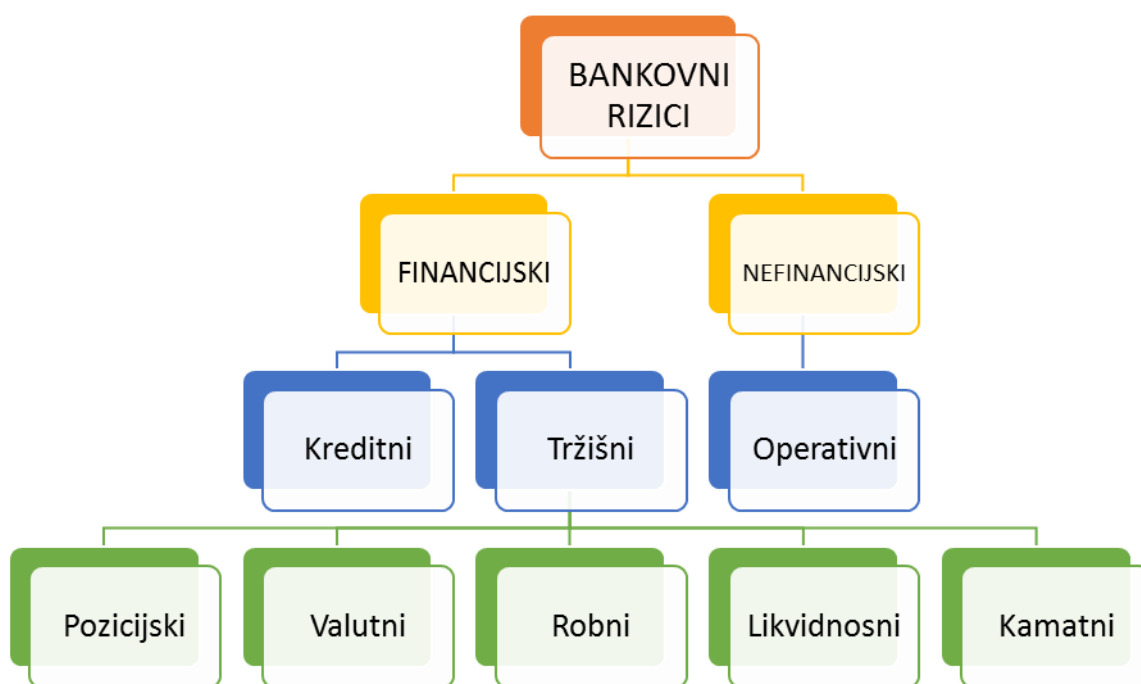 BANKOVNI
RIZICI
FINANCIJSKI
NEFINANCIJSKI
Kreditni
Tržišni
Operativni
Pozicijski
Valutni
Robni
Likvidnosni
Kamatni